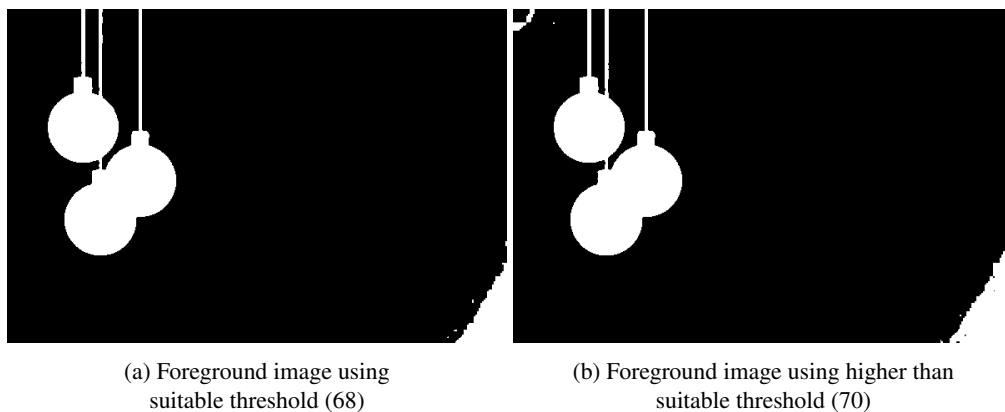 (a) Foreground image using
suitable threshold (68)
(b) Foreground image using higher than
suitable threshold (70)